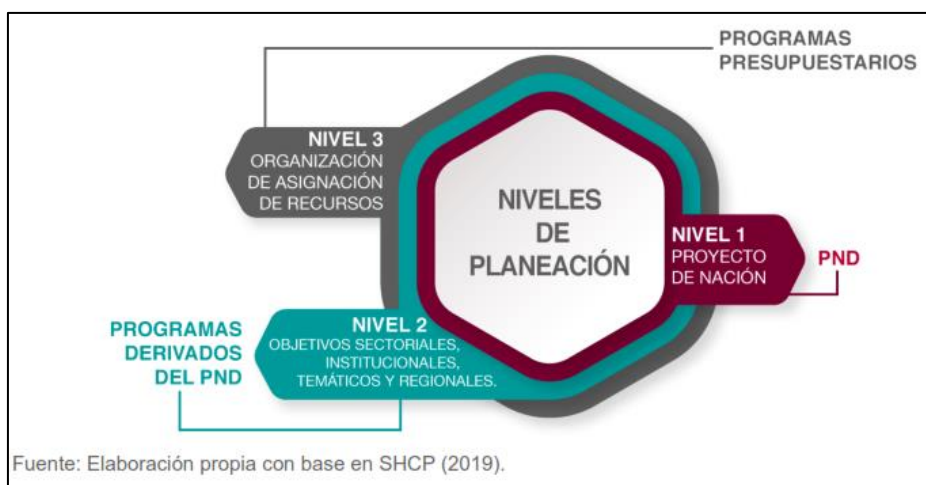 PROGRAMAS
PRESUPUESTARIOS
NIVEL 3
ORGANIZACIÓN
DE ASIGNACIÓN
DE RECURSOS
NIVELES
DE
PLANEACIÓN
NIVEL 1
PROYECTO
DE NACIÓN
PND
PROGRAMAS
DERIVADOS
DEL PND
NIVEL 2
OBJETIVOS SECTORIALES,
INSTITUCIONALES,
TEMÁTICOS Y REGIONALES.
Fuente: Elaboración propia con base en SHCP (2019).